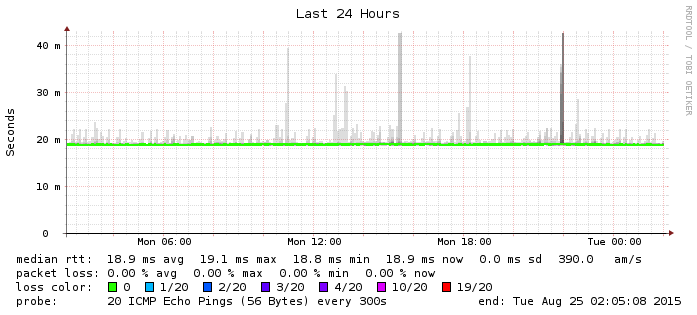 Last 24 Hours
RRDTOOL / TOBI OETIKER
Seconds
40 m
30 m
20 m
10 m
0
Mon 06:00 Mon 12:00 Mon 18:00 Tue 00:00
median rtt: 18.9 ms avg 19.1 ms max 18.8 ms min 18.9 ms now 0.0 ms sd 390.0 am/s
packet loss: 0.00 % avg 0.00 % max 0.00 % min 0.00 % now
loss color: 0 1/20 2/20 3/20 4/20 10/20 19/20
probe: 20 ICMP Echo Pings (56 Bytes) every 300s end: Tue Aug 25 02:05:08 2015